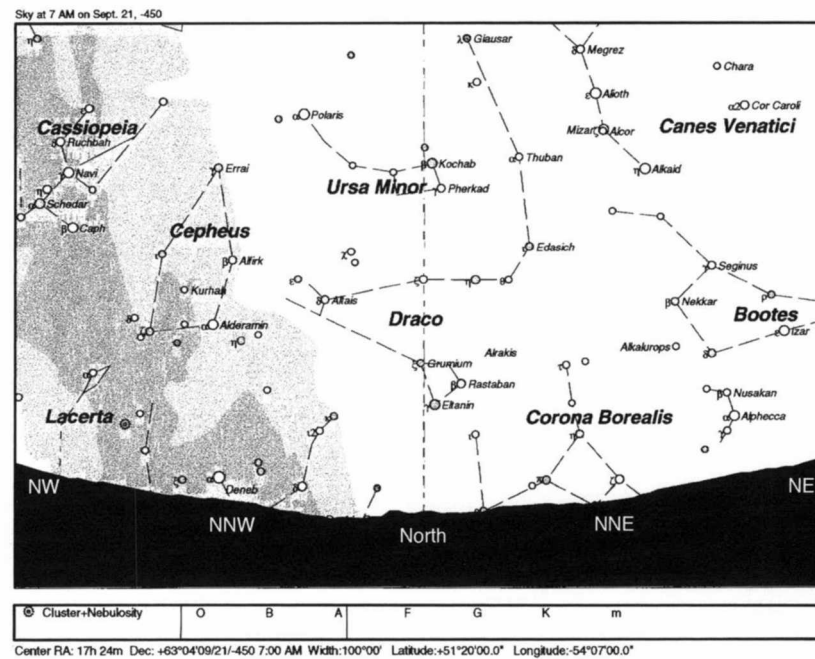 Sky at 7 AM on Sept. 21, -450
η
λ Glausar
δ Megrez
Chara
κ
ε Alioth
α2 Cor Caroli
ε
α Polaris
Cassiopeia
Mizar ζ Alcor
Canes Venatici
δ Ruchbah
α Thuban
γ Navi
γ Errai
β Kochab
η Alkaid
Ursa Minor
γ Pherkad
η
α Schedar
β Caph
Cepheus
ι Edasich
χ
ι
β Alfirk
γ Seginus
ε
ζ
η
θ
Kurhah
δ Altais
β Nekkar
ρ
Bootes
δ
Draco
ζ
α Alderamin
ε Izar
η
Alrakis
Alkalurops
δ
ξ Grumium
τ
α
β Rastaban
β Nusakan
γ Eltanin
α Alphecca
Lacerta
Corona Borealis
γ
κ
ι2
ι
η
ξ
α
Deneb
δ
ζ
NW
NE
NNW
North
NNE
Cluster+Nebulosity
O
B
A
F
G
K
m
Center RA: 17h 24m Dec: +63°04'09/21/-450 7:00 AM Width:100°00' Latitude:+51°20'00.0" Longitude:-54°07'00.0"